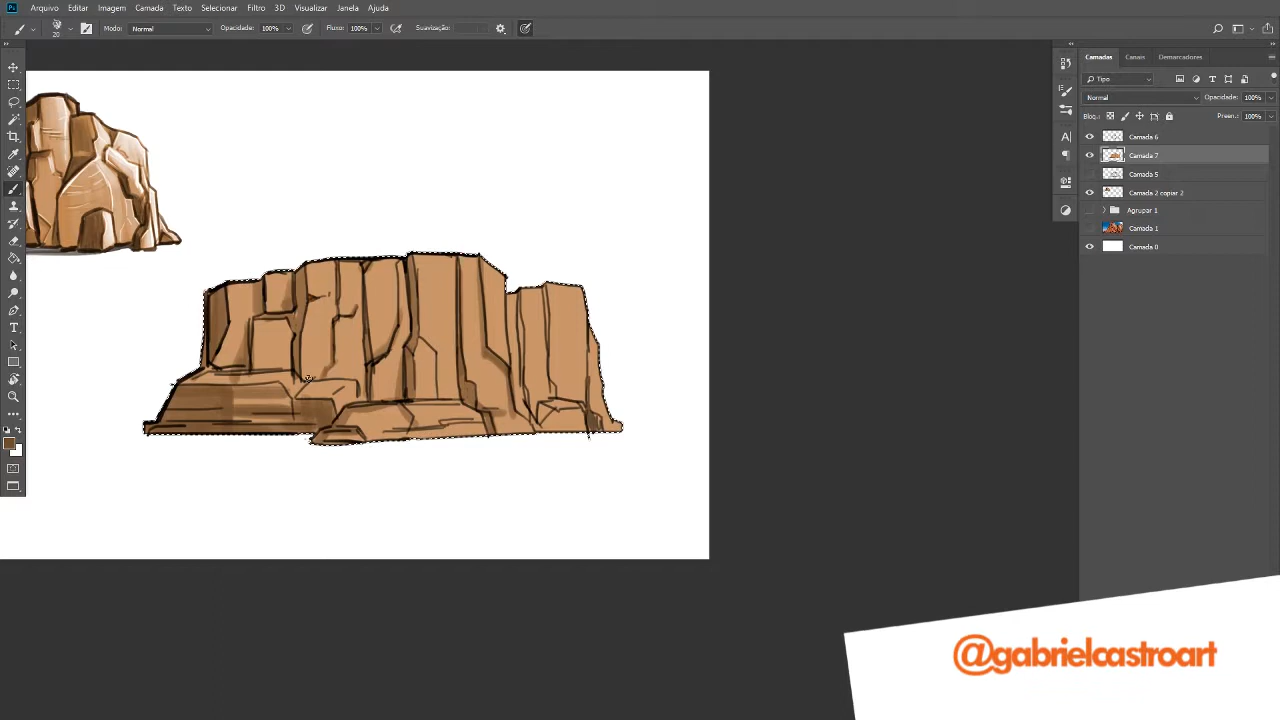 Arquivo Editar Imagem Camada Texto Selecionar Filtro 3D Visualizar Janela Ajuda
20 Modo: Normal Opacidade: 100% Fluxo: 100% Suavização:
Camadas Canais Demarcadores
Tipo
Normal Opacidade: 100%
Bloq.: Preen.: 100%
Camada 6
Camada 7
Camada 5
Camada 2 copiar 2
Agrupar 1
Camada 1
Camada 0
@gabrielcastroart